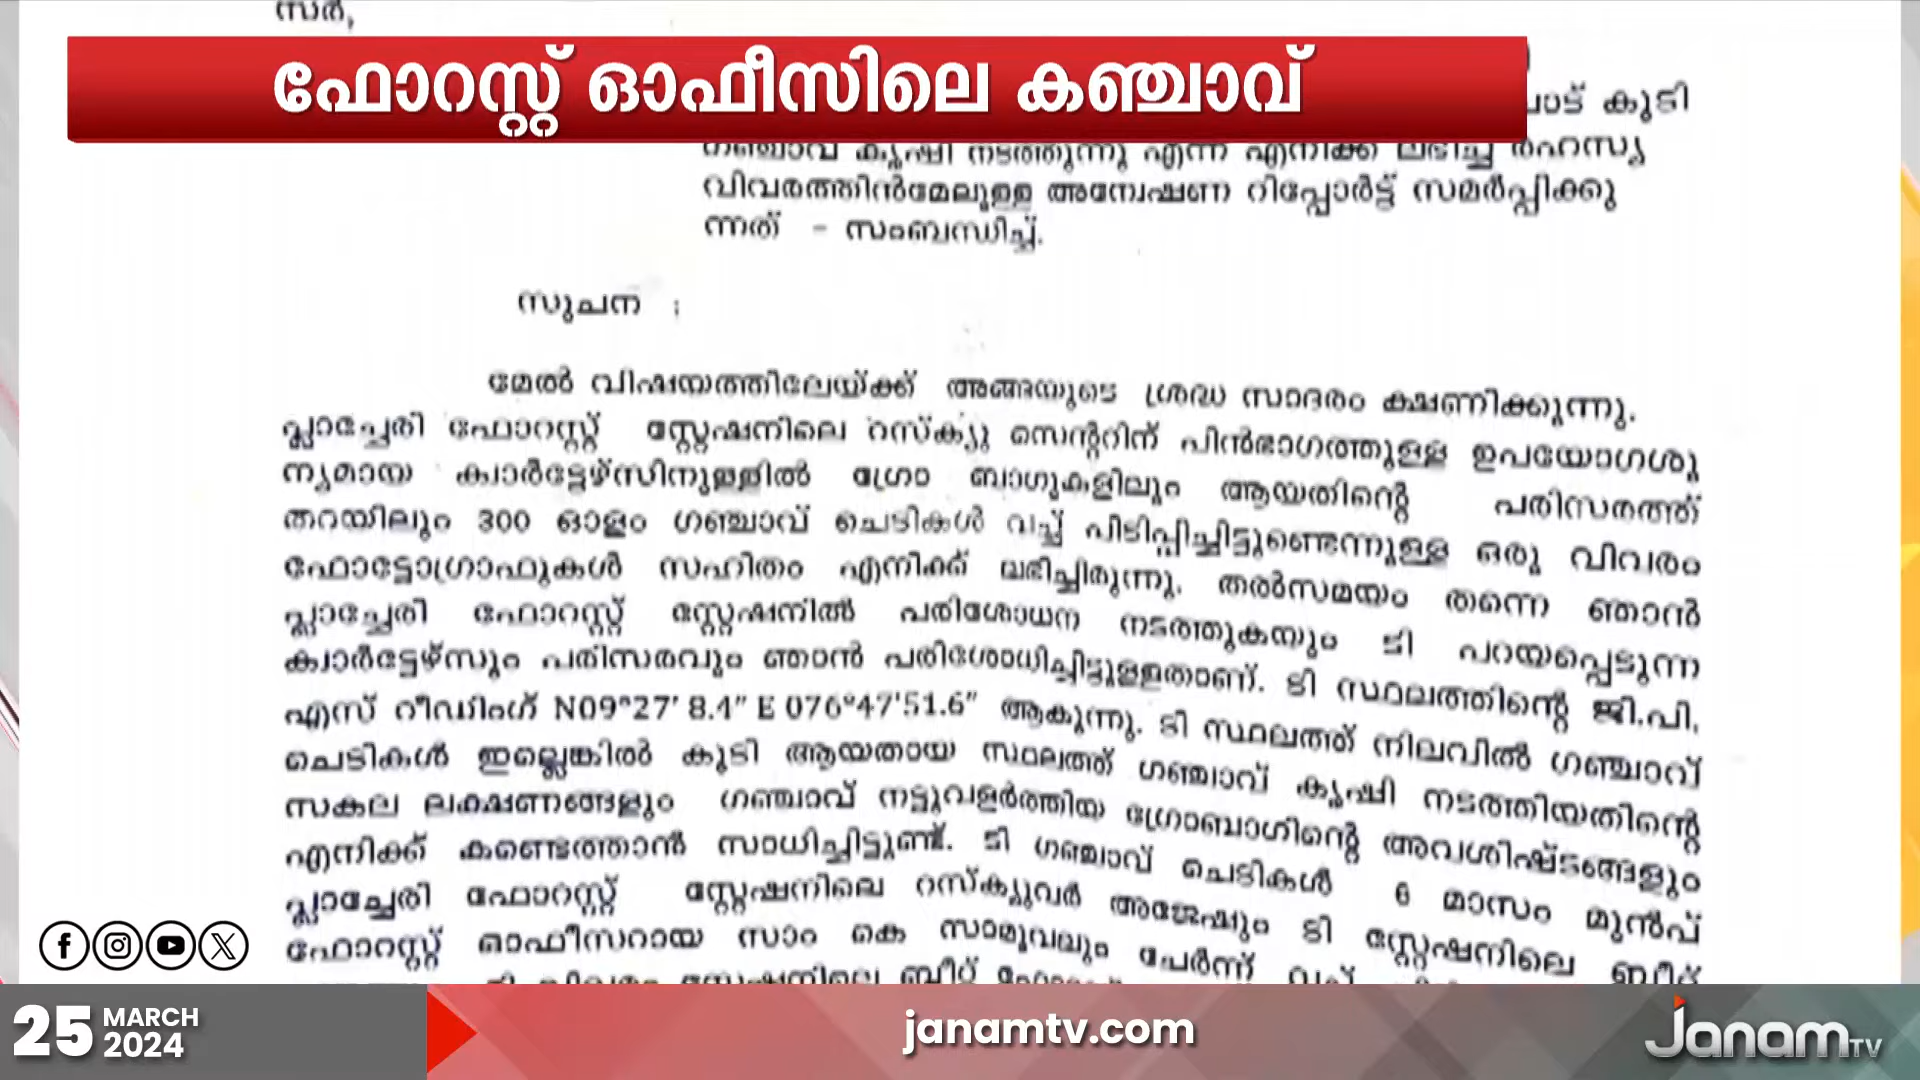 സർ,
ഫോറസ്റ്റ് ഓഫീസിലെ കഞ്ചാവ്
കൂടി
ഗഞ്ചാവ് കൃഷി നടത്തുന്നു എന്ന എനിക്ക് ലഭിച്ച രഹസ്യ
വിവരത്തിൻമേലുള്ള അന്വേഷണ റിപ്പോർട്ട് സമർപ്പിക്കു
ന്നത് - സംബന്ധിച്ച്.
സൂചന :
മേൽ വിഷയത്തിലേയ്ക്ക് അങ്ങയുടെ ശ്രദ്ധ സാദരം ക്ഷണിക്കുന്നു.
പ്ലാച്ചേരി ഫോറസ്റ്റ് സ്റ്റേഷനിലെ റസ്ക്യു സെന്ററിന് പിൻഭാഗത്തുള്ള ഉപയോഗശൂ
ന്യമായ ക്വാർട്ടേഴ്സിനുള്ളിൽ ഗ്രോ ബാഗുകളിലും ആയതിന്റെ പരിസരത്ത്
തറയിലും 300 ഓളം ഗഞ്ചാവ് ചെടികൾ വച്ച് പിടിപ്പിച്ചിട്ടുണ്ടെന്നുള്ള ഒരു വിവരം
ഫോട്ടോഗ്രാഫുകൾ സഹിതം എനിക്ക് ലഭിച്ചിരുന്നു. തൽസമയം തന്നെ ഞാൻ
പ്ലാച്ചേരി ഫോറസ്റ്റ് സ്റ്റേഷനിൽ പരിശോധന നടത്തുകയും ടി പറയപ്പെടുന്ന
ക്വാർട്ടേഴ്സും പരിസരവും ഞാൻ പരിശോധിച്ചിട്ടുള്ളതാണ്. ടി സ്ഥലത്തിന്റെ ജി.പി.
എസ് റീഡിംഗ് N09°27' 8.4” E 076°47'51.6” ആകുന്നു. ടി സ്ഥലത്ത് നിലവിൽ ഗഞ്ചാവ്
ചെടികൾ ഇല്ലെങ്കിൽ കൂടി ആയതായ സ്ഥലത്ത് ഗഞ്ചാവ് കൃഷി നടത്തിയതിന്റെ
സകല ലക്ഷണങ്ങളും ഗഞ്ചാവ് നട്ടുവളർത്തിയ ഗ്രോബാഗിന്റെ അവശിഷ്ടങ്ങളും
എനിക്ക് കണ്ടെത്താൻ സാധിച്ചിട്ടുണ്ട്. ടി ഗഞ്ചാവ് ചെടികൾ 6 മാസം മുൻപ്
പ്ലാച്ചേരി ഫോറസ്റ്റ് സ്റ്റേഷനിലെ റസ്ക്യുവർ അജേഷും ടി സ്റ്റേഷനിലെ ബീറ്റ്
ഫോറസ്റ്റ് ഓഫീസറായ സാം കെ സാമുവലും ചേർന്ന്
25 MARCH 2024
janamtv.com
Janam TV